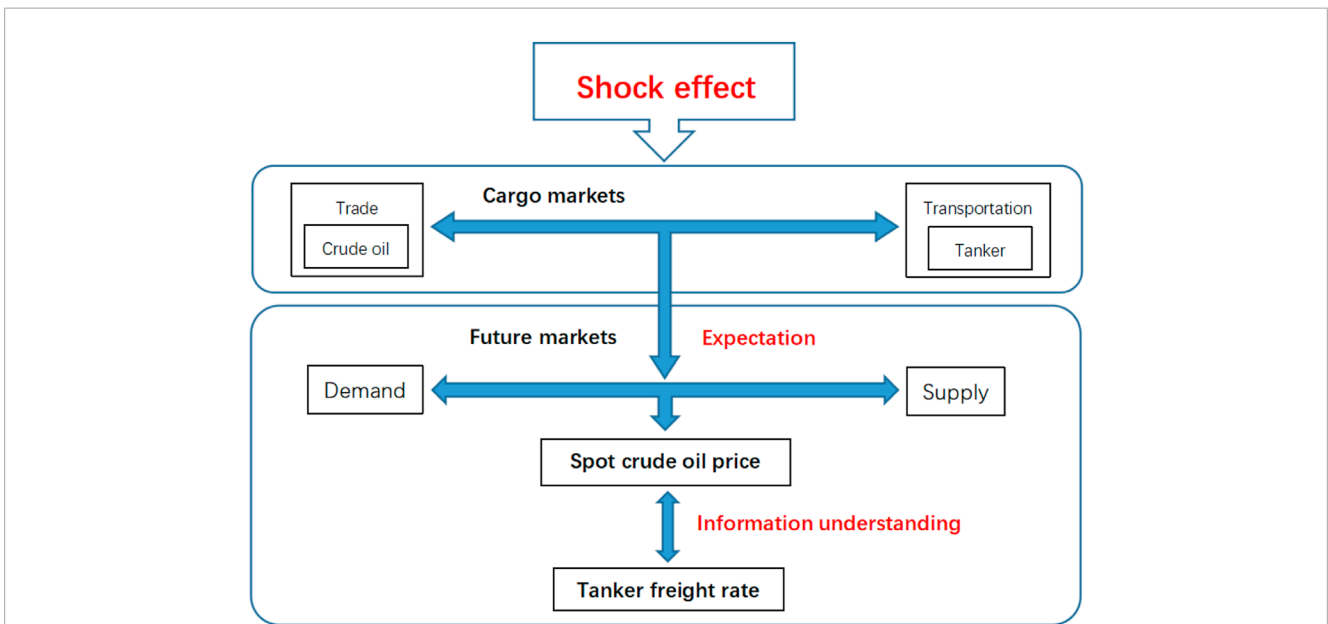 Shock effect
Cargo markets
Trade
Crude oil
Transportation
Tanker
Future markets
Expectation
Demand
Supply
Spot crude oil price
Information understanding
Tanker freight rate